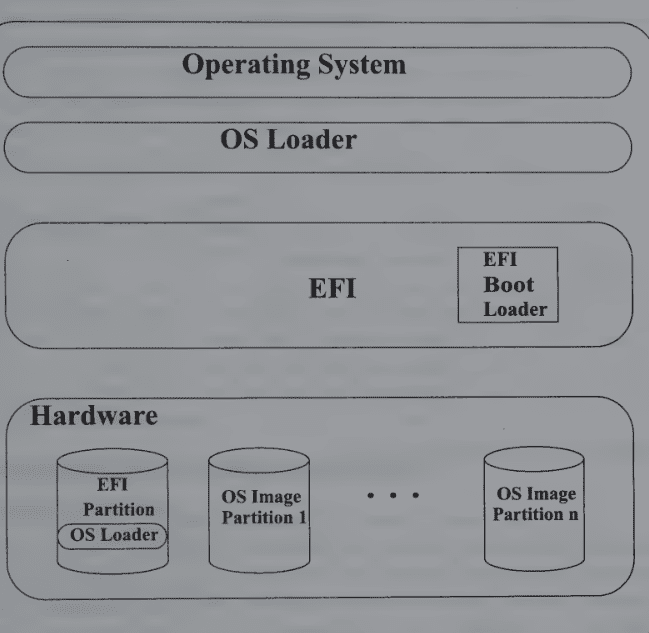 Operating System
OS Loader
EFI
EFI
Boot
Loader
Hardware
EFI
Partition
OS Loader
OS Image
Partition 1
. . .
OS Image
Partition n